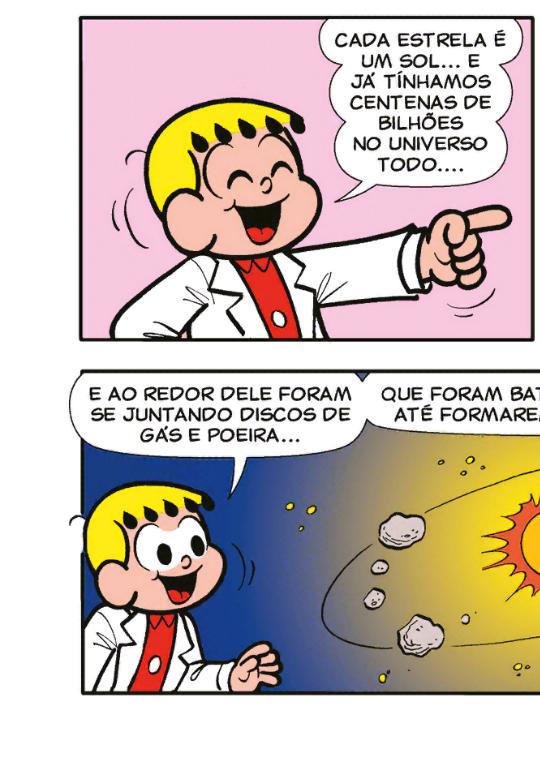 CADA ESTRELA É
UM SOL... E
JÁ TÍNHAMOS
CENTENAS DE
BILHÕES
NO UNIVERSO
TODO....
E AO REDOR DELE FORAM
SE JUNTANDO DISCOS DE
GÁS E POEIRA...
QUE FORAM
ATÉ